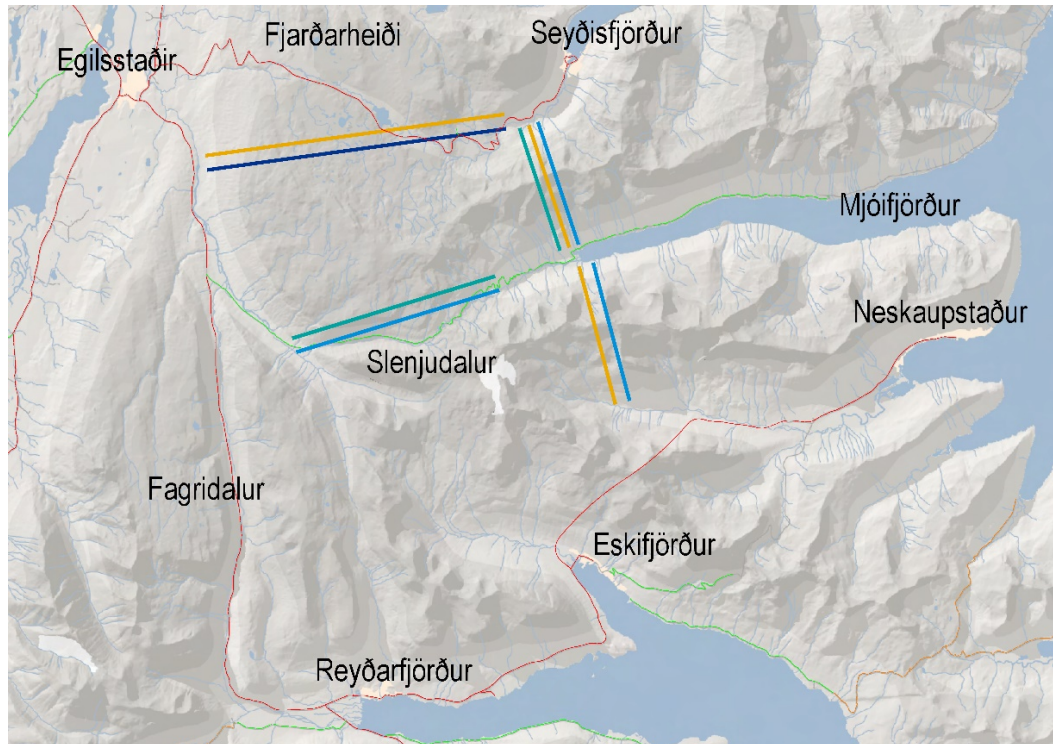 Fjarðarheiði
Seyðisfjörður
Egilsstaðir
Mjóifjörður
Neskaupstaður
Slenjudalur
Fagridalur
Eskifjörður
Reyðarfjörður